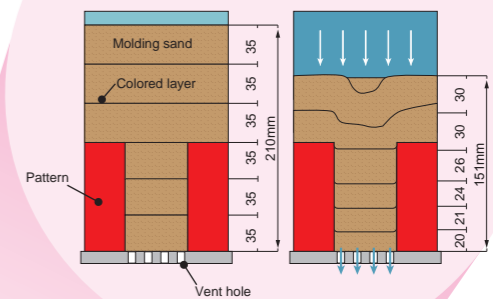 Molding sand
Colored layer
Pattern
Vent hole
35
35
35
35
35
35
210mm
30
30
26
24
21
20
151mm